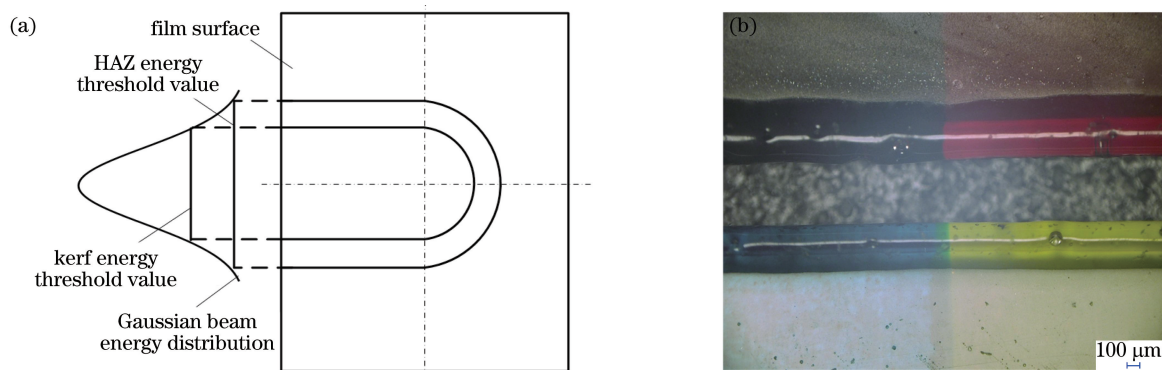 (a)
film surface
HAZ energy
threshold value
kerf energy
threshold value
Gaussian beam
energy distribution
(b)
100 μm